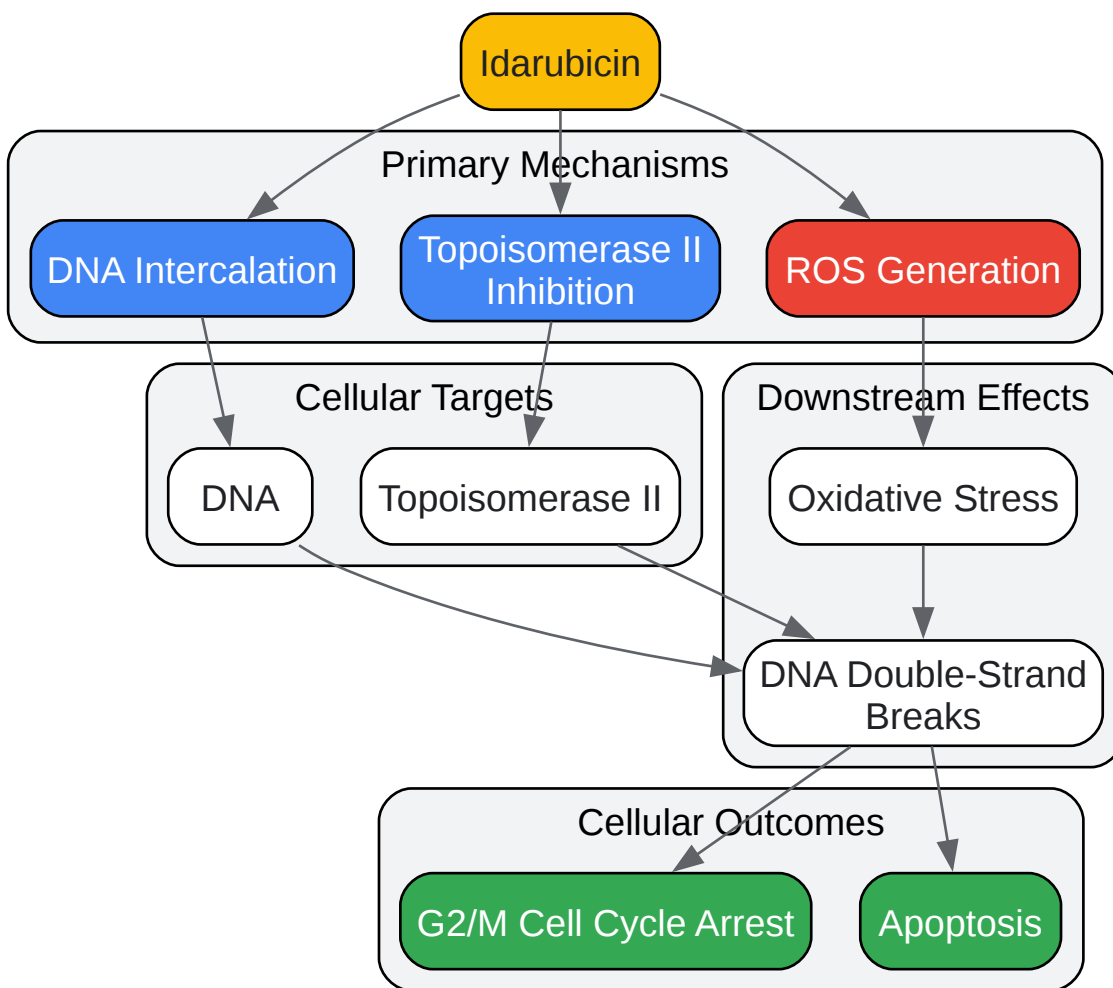 Idarubicin
Primary Mechanisms
DNA Intercalation
Topoisomerase II
Inhibition
ROS Generation
Cellular Targets
Downstream Effects
DNA
Topoisomerase II
Oxidative Stress
DNA Double-Strand
Breaks
Cellular Outcomes
G2/M Cell Cycle Arrest
Apoptosis